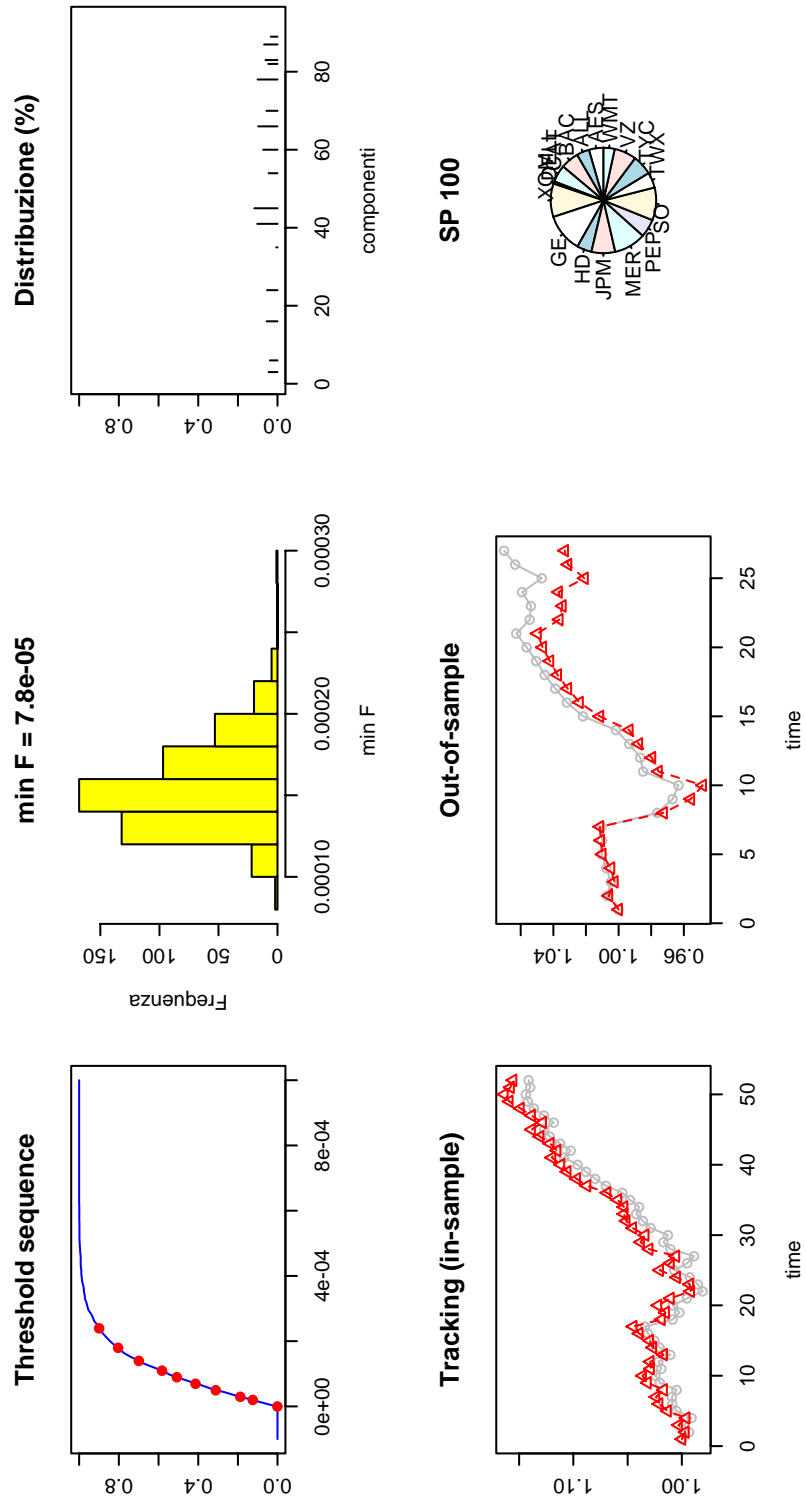 Threshold sequence
0.0
0.4
0.8
0e+00
4e-04
8e-04
min F = 7.8e-05
Frequenza
0
50
100
150
0.00010
0.00020
0.00030
min F
Distribuzione (%)
0.0
0.4
0.8
0
20
40
60
80
componenti
Tracking (in-sample)
1.00
1.10
0
10
20
30
40
50
time
Out-of-sample
0.96
1.00
1.04
0
5
10
15
20
25
time
SP 100
AES
BAC
GE
HD
JPM
MER
PEP
SO
TWX
TYC
VZ
WMT